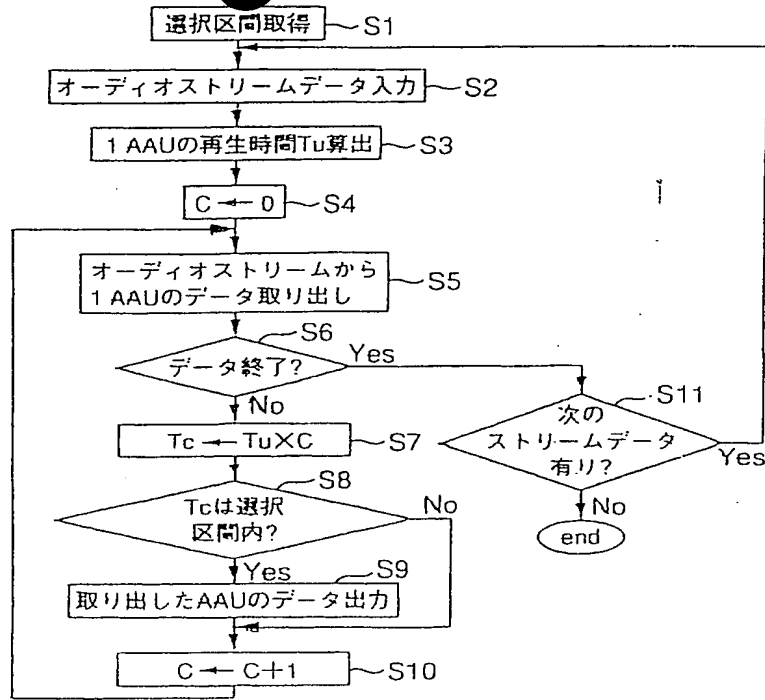 選択区間取得
S1
オーディオストリームデータ入力
S2
1 AAUの再生時間Tu算出
S3
C ← 0
S4
オーディオストリームから
1 AAUのデータ取り出し
S5
S6
データ終了?
Yes
No
S11
次の
ストリームデータ
有り?
Yes
No
end
Tc ← Tu×C
S7
S8
Tcは選択
区間内?
No
Yes
S9
取り出したAAUのデータ出力
C ← C+1
S10